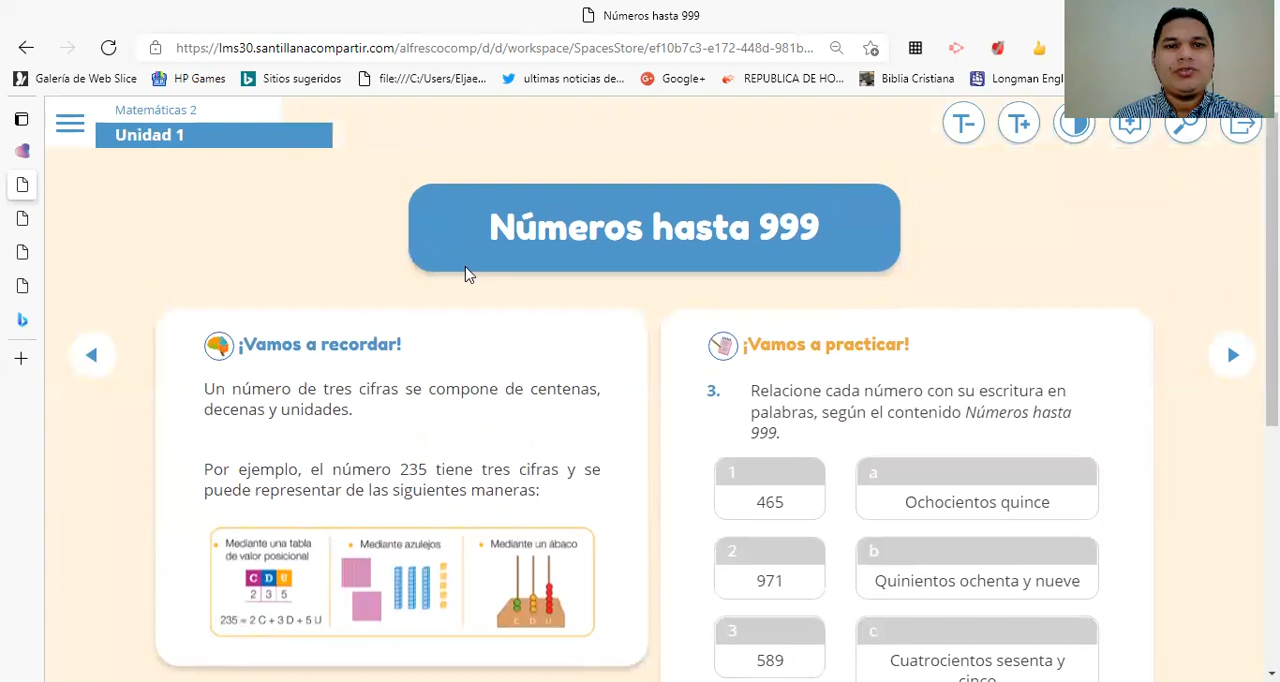 Números hasta 999
https://lms30.santillanacompartir.com/alfrescocomp/d/d/workspace/SpacesStore/ef10b7c3-e172-448d-981b...
Galería de Web Slice
HP Games
Sitios sugeridos
file:///C:/Users/Eljae...
ultimas noticias de...
Google+
REPUBLICA DE HO...
Biblia Cristiana
Longman Engl
Matemáticas 2
Unidad 1
T-
T+
Números hasta 999
¡Vamos a recordar!
Un número de tres cifras se compone de centenas,
decenas y unidades.
Por ejemplo, el número 235 tiene tres cifras y se
puede representar de las siguientes maneras:
• Mediante una tabla
de valor posicional
C D U
2 3 5
235 = 2 C + 3 D + 5 U
• Mediante azulejos
• Mediante un ábaco
C D U
¡Vamos a practicar!
3. Relacione cada número con su escritura en
palabras, según el contenido Números hasta
999.
1
465
a
Ochocientos quince
2
971
b
Quinientos ochenta y nueve
3
589
c
Cuatrocientos sesenta y
cinco